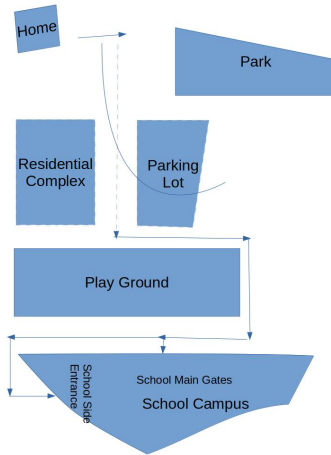 Home
Park
Residential
Complex
Parking
Lot
Play Ground
School Side
Entrance
School Main Gates
School Campus